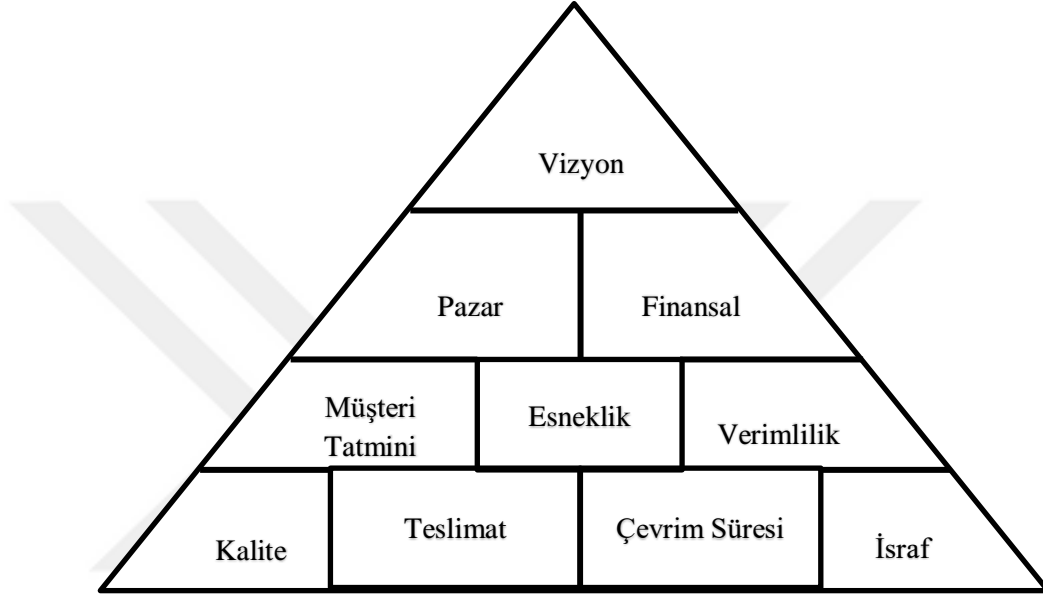 Vizyon
Pazar
Finansal
Müşteri
Tatmini
Esneklik
Verimlilik
Kalite
Teslimat
Çevrim Süresi
İsraf